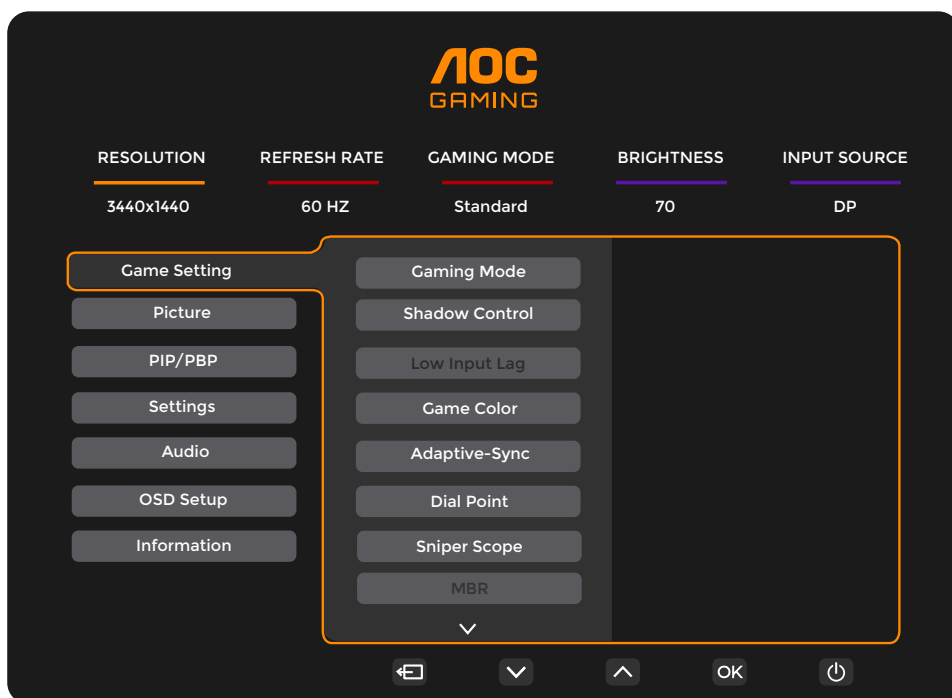 AOC
GAMING
RESOLUTION REFRESH RATE GAMING MODE BRIGHTNESS INPUT SOURCE
3440x1440 60 HZ Standard 70 DP
Game Setting
Picture
PIP/PBP
Settings
Audio
OSD Setup
Information
Gaming Mode
Shadow Control
Low Input Lag
Game Color
Adaptive-Sync
Dial Point
Sniper Scope
MBR
OK